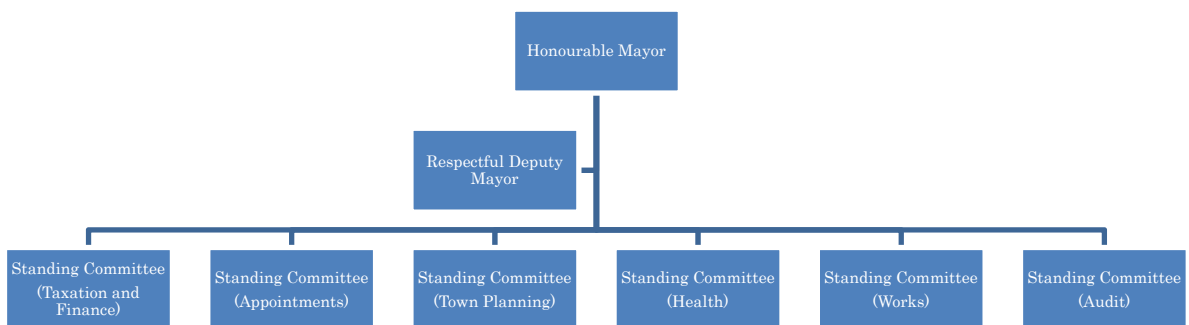 Honourable Mayor
Respectful Deputy
Mayor
Standing Committee
(Taxation and
Finance)
Standing Committee
(Appointments)
Standing Committee
(Town Planning)
Standing Committee
(Health)
Standing Committee
(Works)
Standing Committee
(Audit)